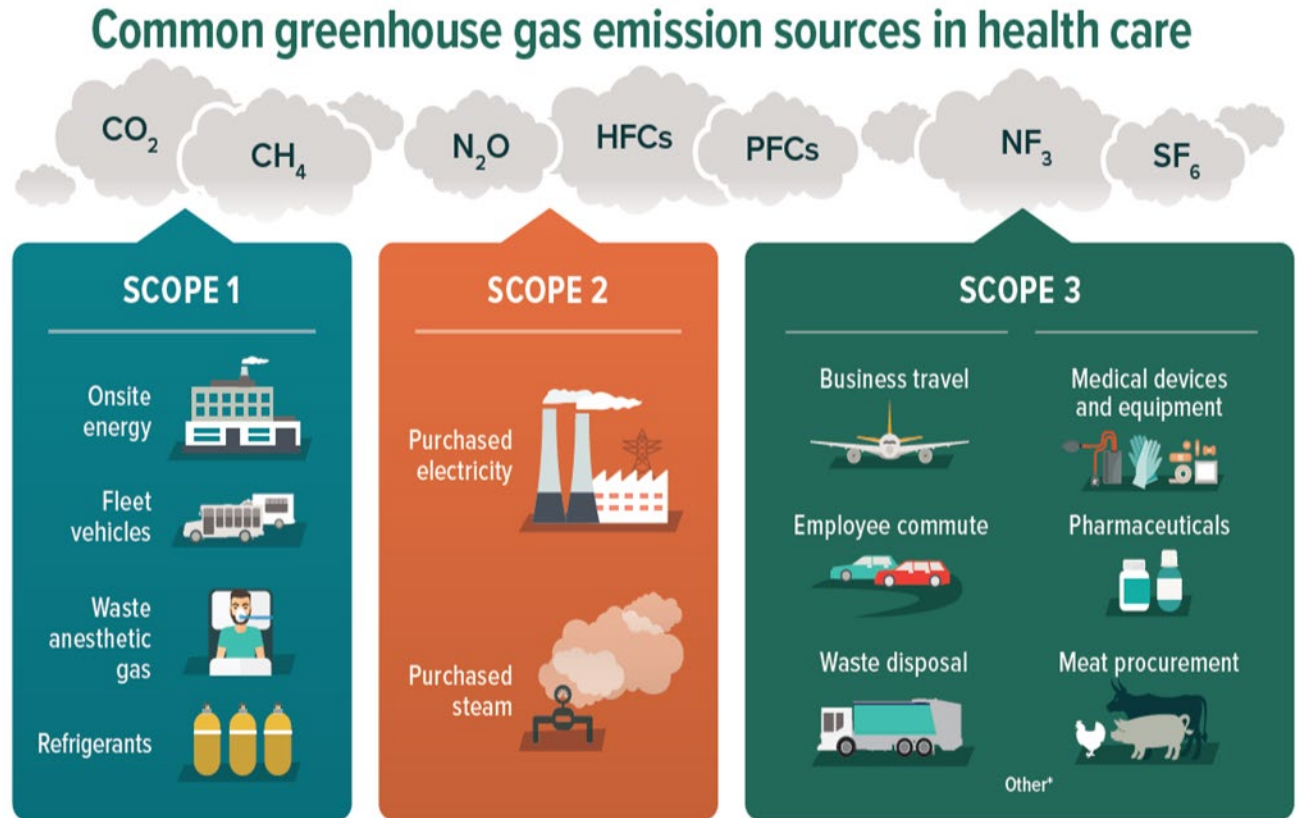 Common greenhouse gas emission sources in health care
CO₂
CH₄
N₂O
HFCs
PFCs
NF₃
SF₆
SCOPE 1
Onsite
energy
Fleet
vehicles
Waste
anesthetic
gas
Refrigerants
SCOPE 2
Purchased
electricity
Purchased
steam
SCOPE 3
Business travel
Employee commute
Waste disposal
Medical devices
and equipment
Pharmaceuticals
Meat procurement
Other*